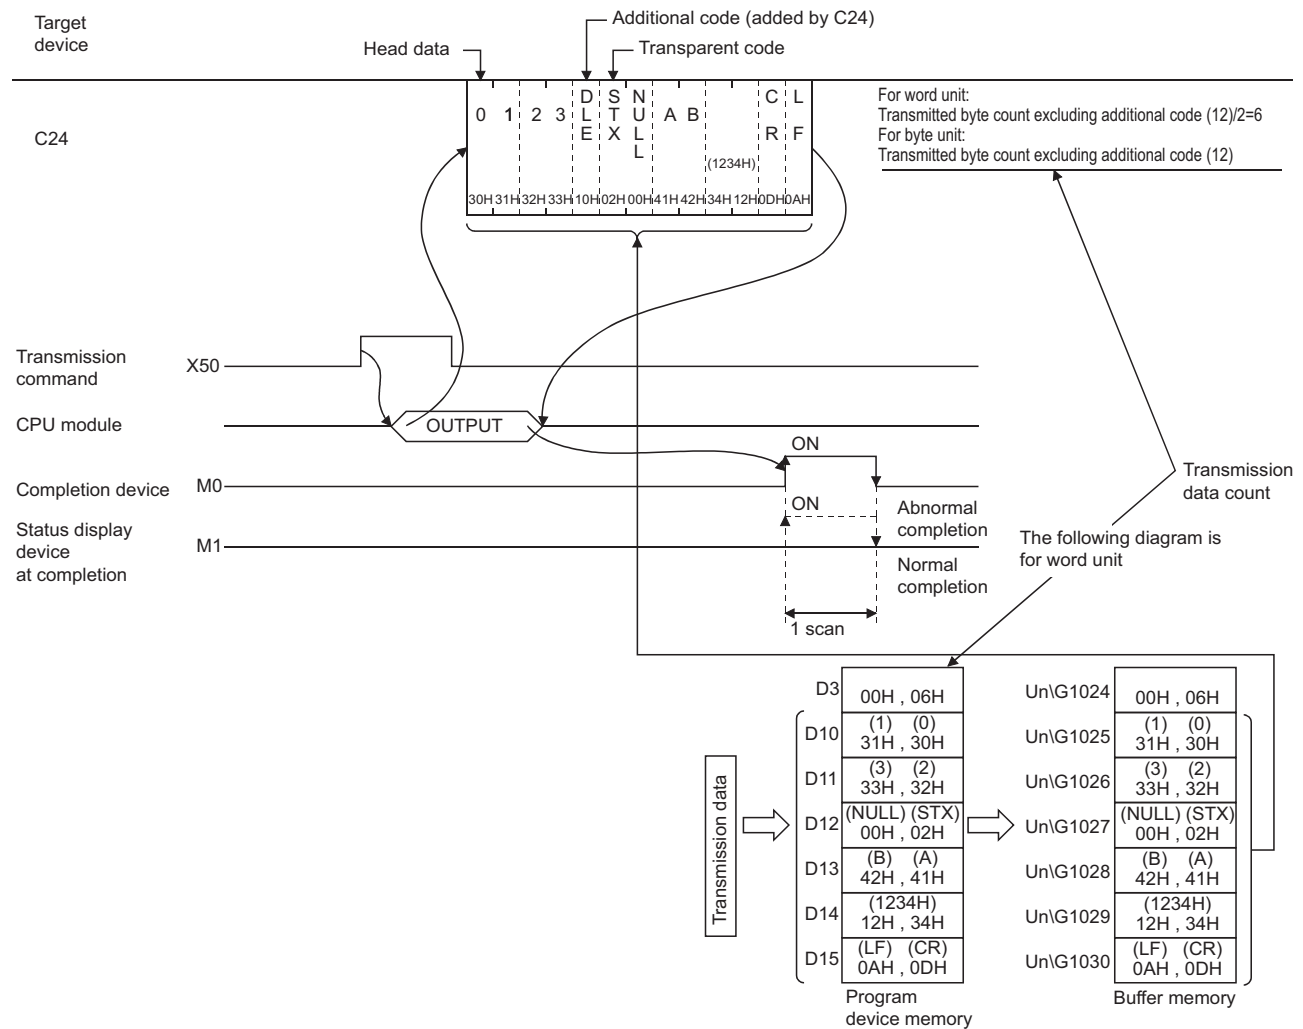 Target
device
Additional code (added by C24)
Head data
Transparent code
C24
0 1 2 3 DLE STX NULL A B (1234H) CR LF
30H 31H 32H 33H 10H 02H 00H 41H 42H 34H 12H 0DH 0AH
For word unit:
Transmitted byte count excluding additional code (12)/2=6
For byte unit:
Transmitted byte count excluding additional code (12)
Transmission
command
X50
CPU module
OUTPUT
ON
Completion device
M0
ON
Abnormal
completion
Status display
device
at completion
M1
Normal
completion
1 scan
Transmission
data count
The following diagram is
for word unit
Transmission data
D3
00H , 06H
D10
(1) (0)
31H , 30H
D11
(3) (2)
33H , 32H
D12
(NULL) (STX)
00H , 02H
D13
(B) (A)
42H , 41H
D14
(1234H)
12H , 34H
D15
(LF) (CR)
0AH , 0DH
Program
device memory
Un\G1024
00H , 06H
Un\G1025
(1) (0)
31H , 30H
Un\G1026
(3) (2)
33H , 32H
Un\G1027
(NULL) (STX)
00H , 02H
Un\G1028
(B) (A)
42H , 41H
Un\G1029
(1234H)
12H , 34H
Un\G1030
(LF) (CR)
0AH , 0DH
Buffer memory